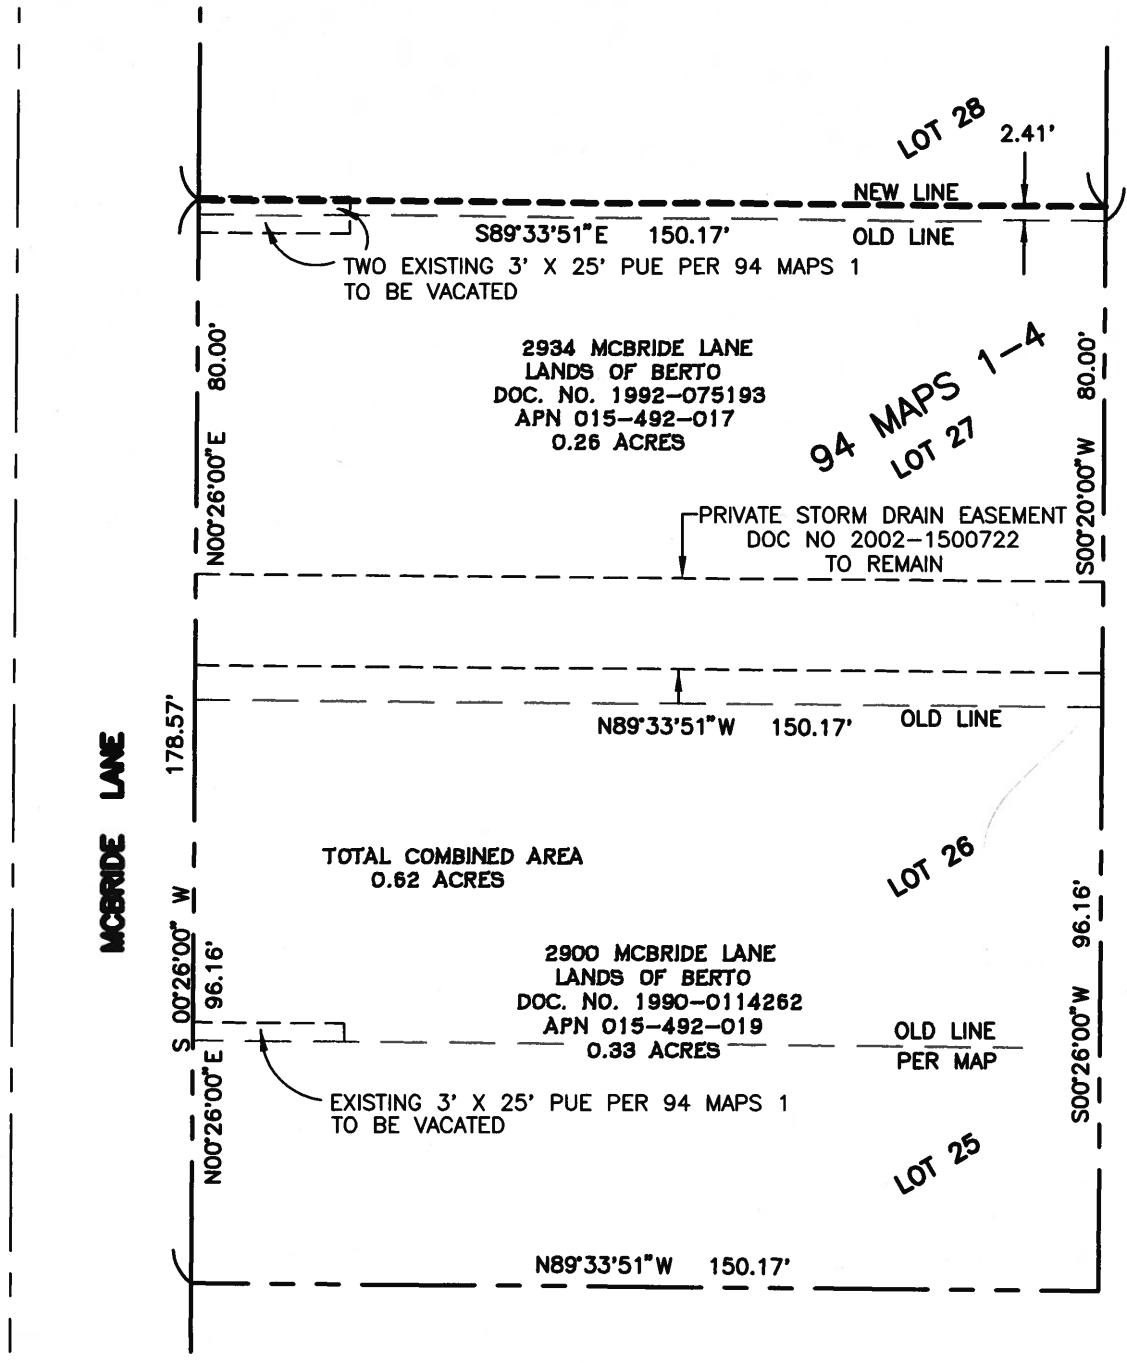 LOT 28
2.41'
NEW LINE
S89°33'51"E 150.17'
OLD LINE
TWO EXISTING 3' X 25' PUE PER 94 MAPS 1
TO BE VACATED
N00°26'00"E 80.00'
2934 MCBRIDE LANE
LANDS OF BERTO
DOC. NO. 1992-075193
APN 015-492-017
0.26 ACRES
94 MAPS 1-4
LOT 27
S00°20'00"W 80.00'
PRIVATE STORM DRAIN EASEMENT
DOC NO 2002-1500722
TO REMAIN
N89°33'51"W 150.17'
OLD LINE
MCBRIDE LANE
S 00°26'00" W 178.57'
TOTAL COMBINED AREA
0.62 ACRES
LOT 26
N00°26'00"E 96.16'
2900 MCBRIDE LANE
LANDS OF BERTO
DOC. NO. 1990-0114262
APN 015-492-019
0.33 ACRES
OLD LINE
PER MAP
S00°26'00"W 96.16'
EXISTING 3' X 25' PUE PER 94 MAPS 1
TO BE VACATED
LOT 25
N89°33'51"W 150.17'